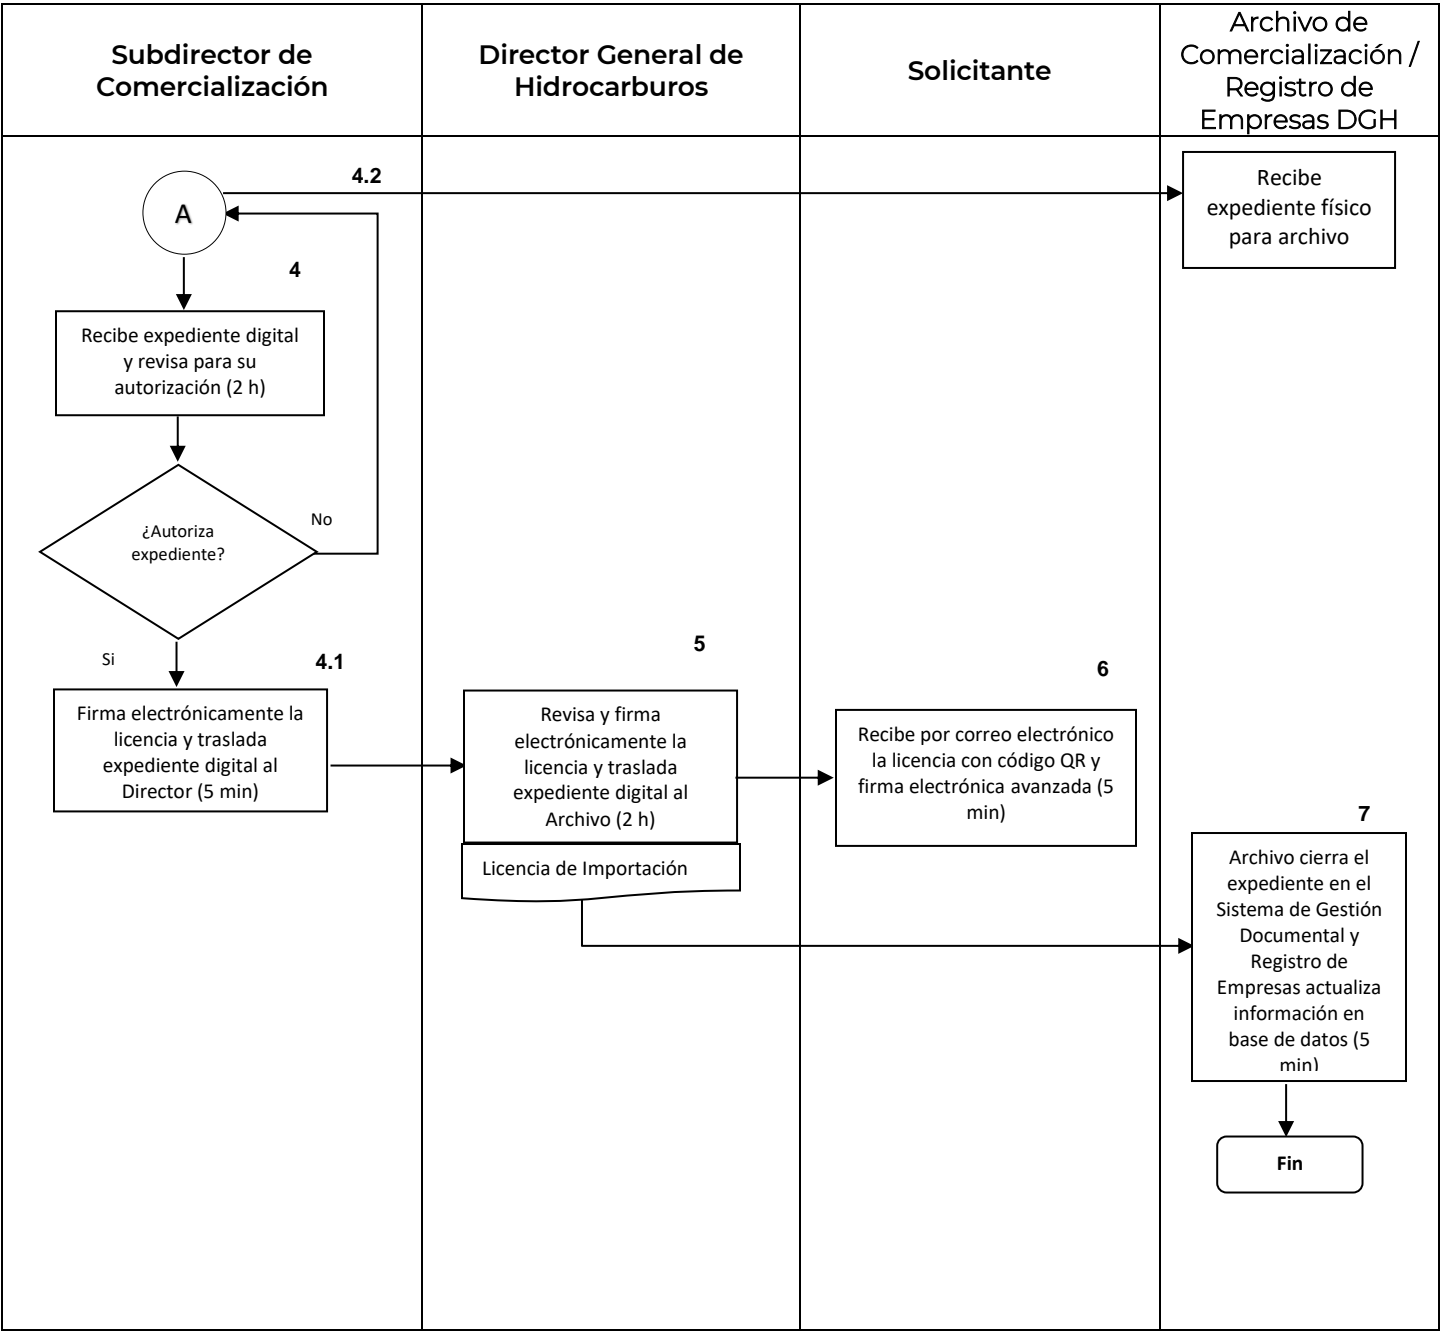 Subdirector de
Comercialización
Director General de
Hidrocarburos
Solicitante
Archivo de
Comercialización /
Registro de
Empresas DGH
A
4.2
Recibe
expediente físico
para archivo
4
Recibe expediente digital
y revisa para su
autorización (2 h)
¿Autoriza
expediente?
No
Si
4.1
Firma electrónicamente la
licencia y traslada
expediente digital al
Director (5 min)
5
Revisa y firma
electrónicamente la
licencia y traslada
expediente digital al
Archivo (2 h)
Licencia de Importación
6
Recibe por correo electrónico
la licencia con código QR y
firma electrónica avanzada (5
min)
7
Archivo cierra el
expediente en el
Sistema de Gestión
Documental y
Registro de
Empresas actualiza
información en
base de datos (5
min)
Fin